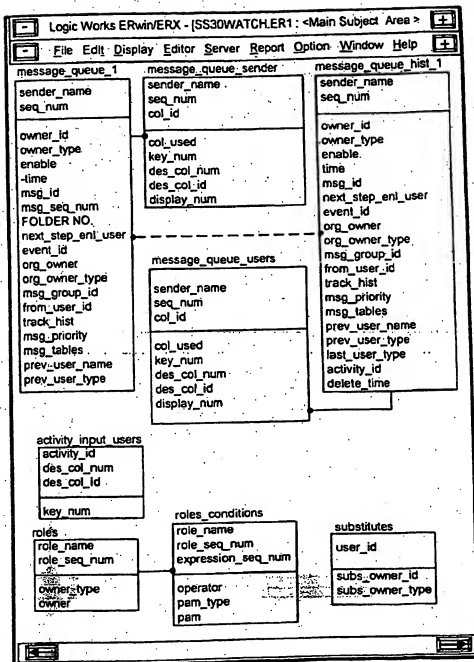 Logic Works ERwin/ERX - [SS30WATCH.ER1 : <Main Subject Area >
File Edit Display Editor Server Report Option Window Help
message_queue_1
sender_name
seq_num
owner_id
owner_type
enable
time
msg_id
msg_seq_num
FOLDER NO.
next_step_enl_user
event_id
org_owner
org_owner_type
msg_group_id
from_user_id
track_hist
msg_priority
msg_tables
prev_user_name
prev_user_type
message_queue_sender
sender_name
seq_num
col_id
col_used
key_num
des_col_num
des_col_id
display_num
message_queue_hist_1
sender_name
seq_num
owner_id
owner_type
enable
time
msg_id
next_step_enl_user
event_id
org_owner
org_owner_type
msg_group_id
from_user_id
track_hist
msg_priority
msg_tables
prev_user_name
prev_user_type
last_user_type
activity_id
delete_time
message_queue_users
sender_name
seq_num
col_id
col_used
key_num
des_col_num
des_col_id
display_num
activity_input_users
activity_id
des_col_num
des_col_id
key_num
roles
role_name
role_seq_num
owner_type
owner
roles_conditions
role_name
role_seq_num
expression_seq_num
operator
pam_type
pam
substitutes
user_id
subs_owner_id
subs_owner_type